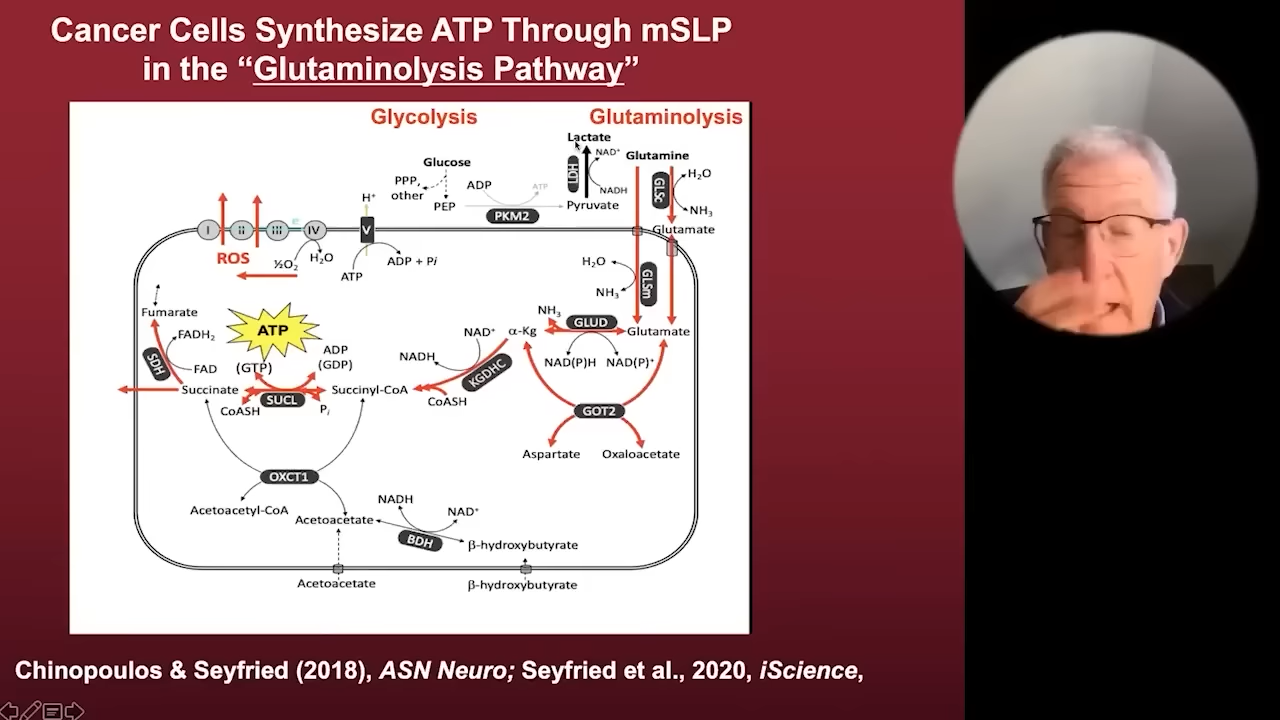 Cancer Cells Synthesize ATP Through mSLP
in the “Glutaminolysis Pathway”
Glycolysis
Glutaminolysis
Lactate
NAD⁺
Glutamine
Glucose
H₂O
LDH
PPP,
other
ADP
ATP
NADH
GLSc
H⁺
PEP
PKM2
Pyruvate
NH₃
I
II
III
e⁻
IV
V
Glutamate
ROS
½O₂
H₂O
ATP
ADP + Pi
H₂O
GLSm
NH₃
Fumarate
FADH₂
ATP
NH₃
GLUD
NAD⁺
α-Kg
Glutamate
SDH
FAD
(GTP)
ADP
(GDP)
NADH
KGDHC
NAD(P)H
NAD(P)⁺
Succinate
SUCL
Succinyl-CoA
CoASH
Pi
CoASH
GOT2
Aspartate
Oxaloacetate
OXCT1
Acetoacetyl-CoA
Acetoacetate
NADH
NAD⁺
BDH
β-hydroxybutyrate
Acetoacetate
β-hydroxybutyrate
Chinopoulos & Seyfried (2018), ASN Neuro; Seyfried et al., 2020, iScience,